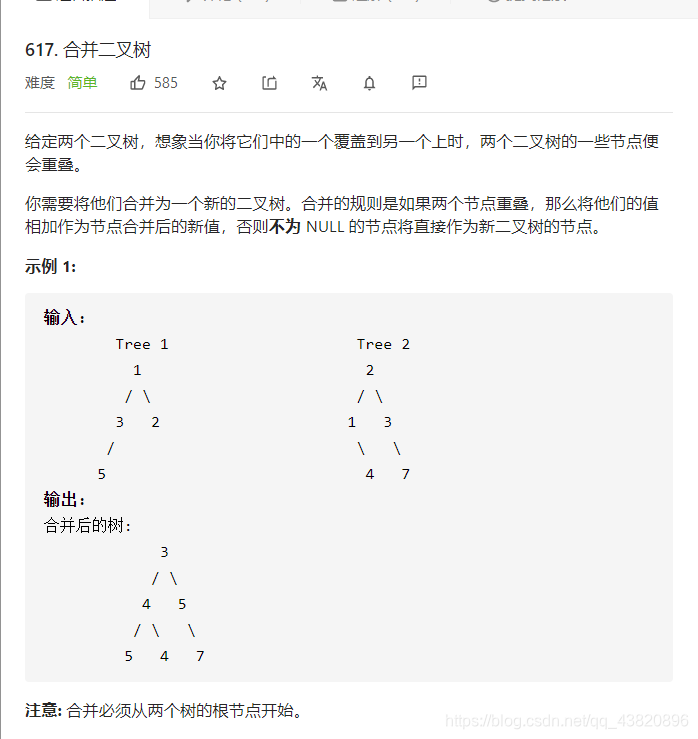 617. 合并二叉树
难度 简单 585
给定两个二叉树，想象当你将它们中的一个覆盖到另一个上时，两个二叉树的一些节点便
会重叠。
你需要将他们合并为一个新的二叉树。合并的规则是如果两个节点重叠，那么将他们的值
相加作为节点合并后的新值，否则不为 NULL 的节点将直接作为新二叉树的节点。
示例 1:
输入:
Tree 1 Tree 2
1 2
/ \ / \
3 2 1 3
/ \ \
5 4 7
输出:
合并后的树:
3
/ \
4 5
/ \ \
5 4 7
注意: 合并必须从两个树的根节点开始。
https://blog.csdn.net/qq_43820896